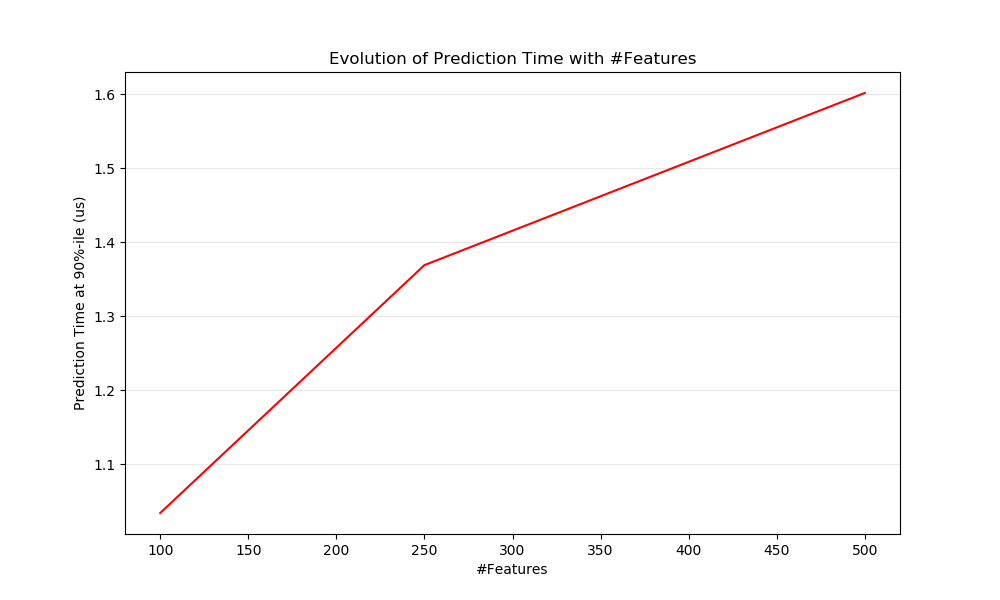 Evolution of Prediction Time with #Features
Prediction Time at 90%-ile (us)
1.6
1.5
1.4
1.3
1.2
1.1
100 150 200 250 300 350 400 450 500
#Features